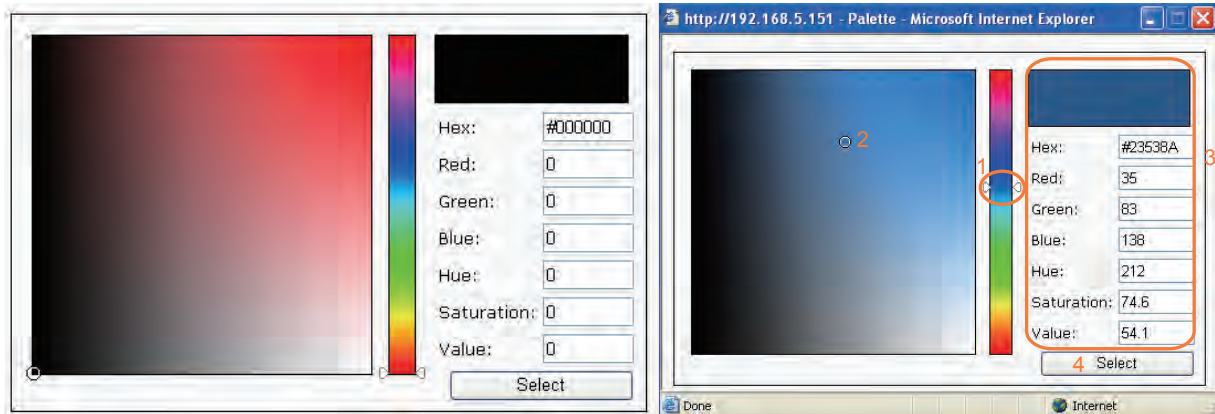 Hex: #000000
Red: 0
Green: 0
Blue: 0
Hue: 0
Saturation: 0
Value: 0
Select
http://192.168.5.151 - Palette - Microsoft Internet Explorer
2
1
3
Hex: #23538A
Red: 35
Green: 83
Blue: 138
Hue: 212
Saturation: 74.6
Value: 54.1
4 Select
Done Internet